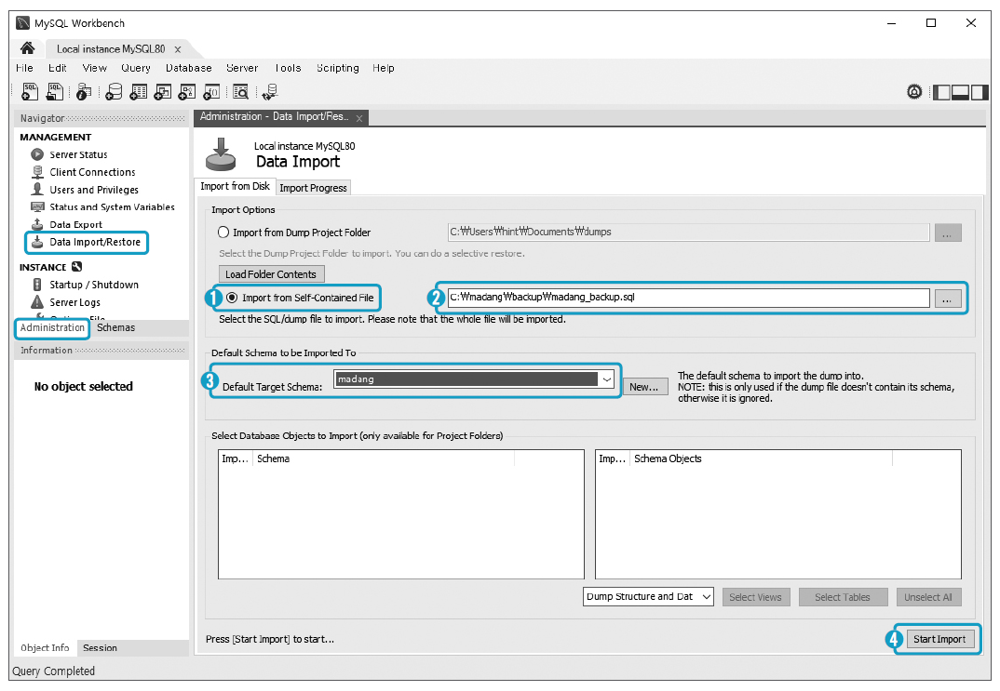 MySQL Workbench
Local instance MySQL80 x
File Edit View Query Database Server Tools Scripting Help
Navigator
MANAGEMENT
Server Status
Client Connections
Users and Privileges
Status and System Variables
Data Export
Data Import/Restore
INSTANCE
Startup / Shutdown
Server Logs
Administration Schemas
Information
No object selected
Object Info Session
Query Completed
Administration - Data Import/Res... x
Local instance MySQL80
Data Import
Import from Disk Import Progress
Import Options
Import from Dump Project Folder C:₩Users₩hint₩Documents₩dumps ...
Select the Dump Project Folder to import. You can do a selective restore.
Load Folder Contents
1 Import from Self-Contained File 2 C:₩madang₩backup₩madang_backup.sql ...
Select the SQL/dump file to import. Please note that the whole file will be imported.
Default Schema to be Imported To
3 Default Target Schema: madang New...
The default schema to import the dump into.
NOTE: this is only used if the dump file doesn't contain its schema,
otherwise it is ignored.
Select Database Objects to Import (only available for Project Folders)
Imp... Schema
Imp... Schema Objects
Dump Structure and Dat Select Views Select Tables Unselect All
Press [Start Import] to start...
4 Start Import